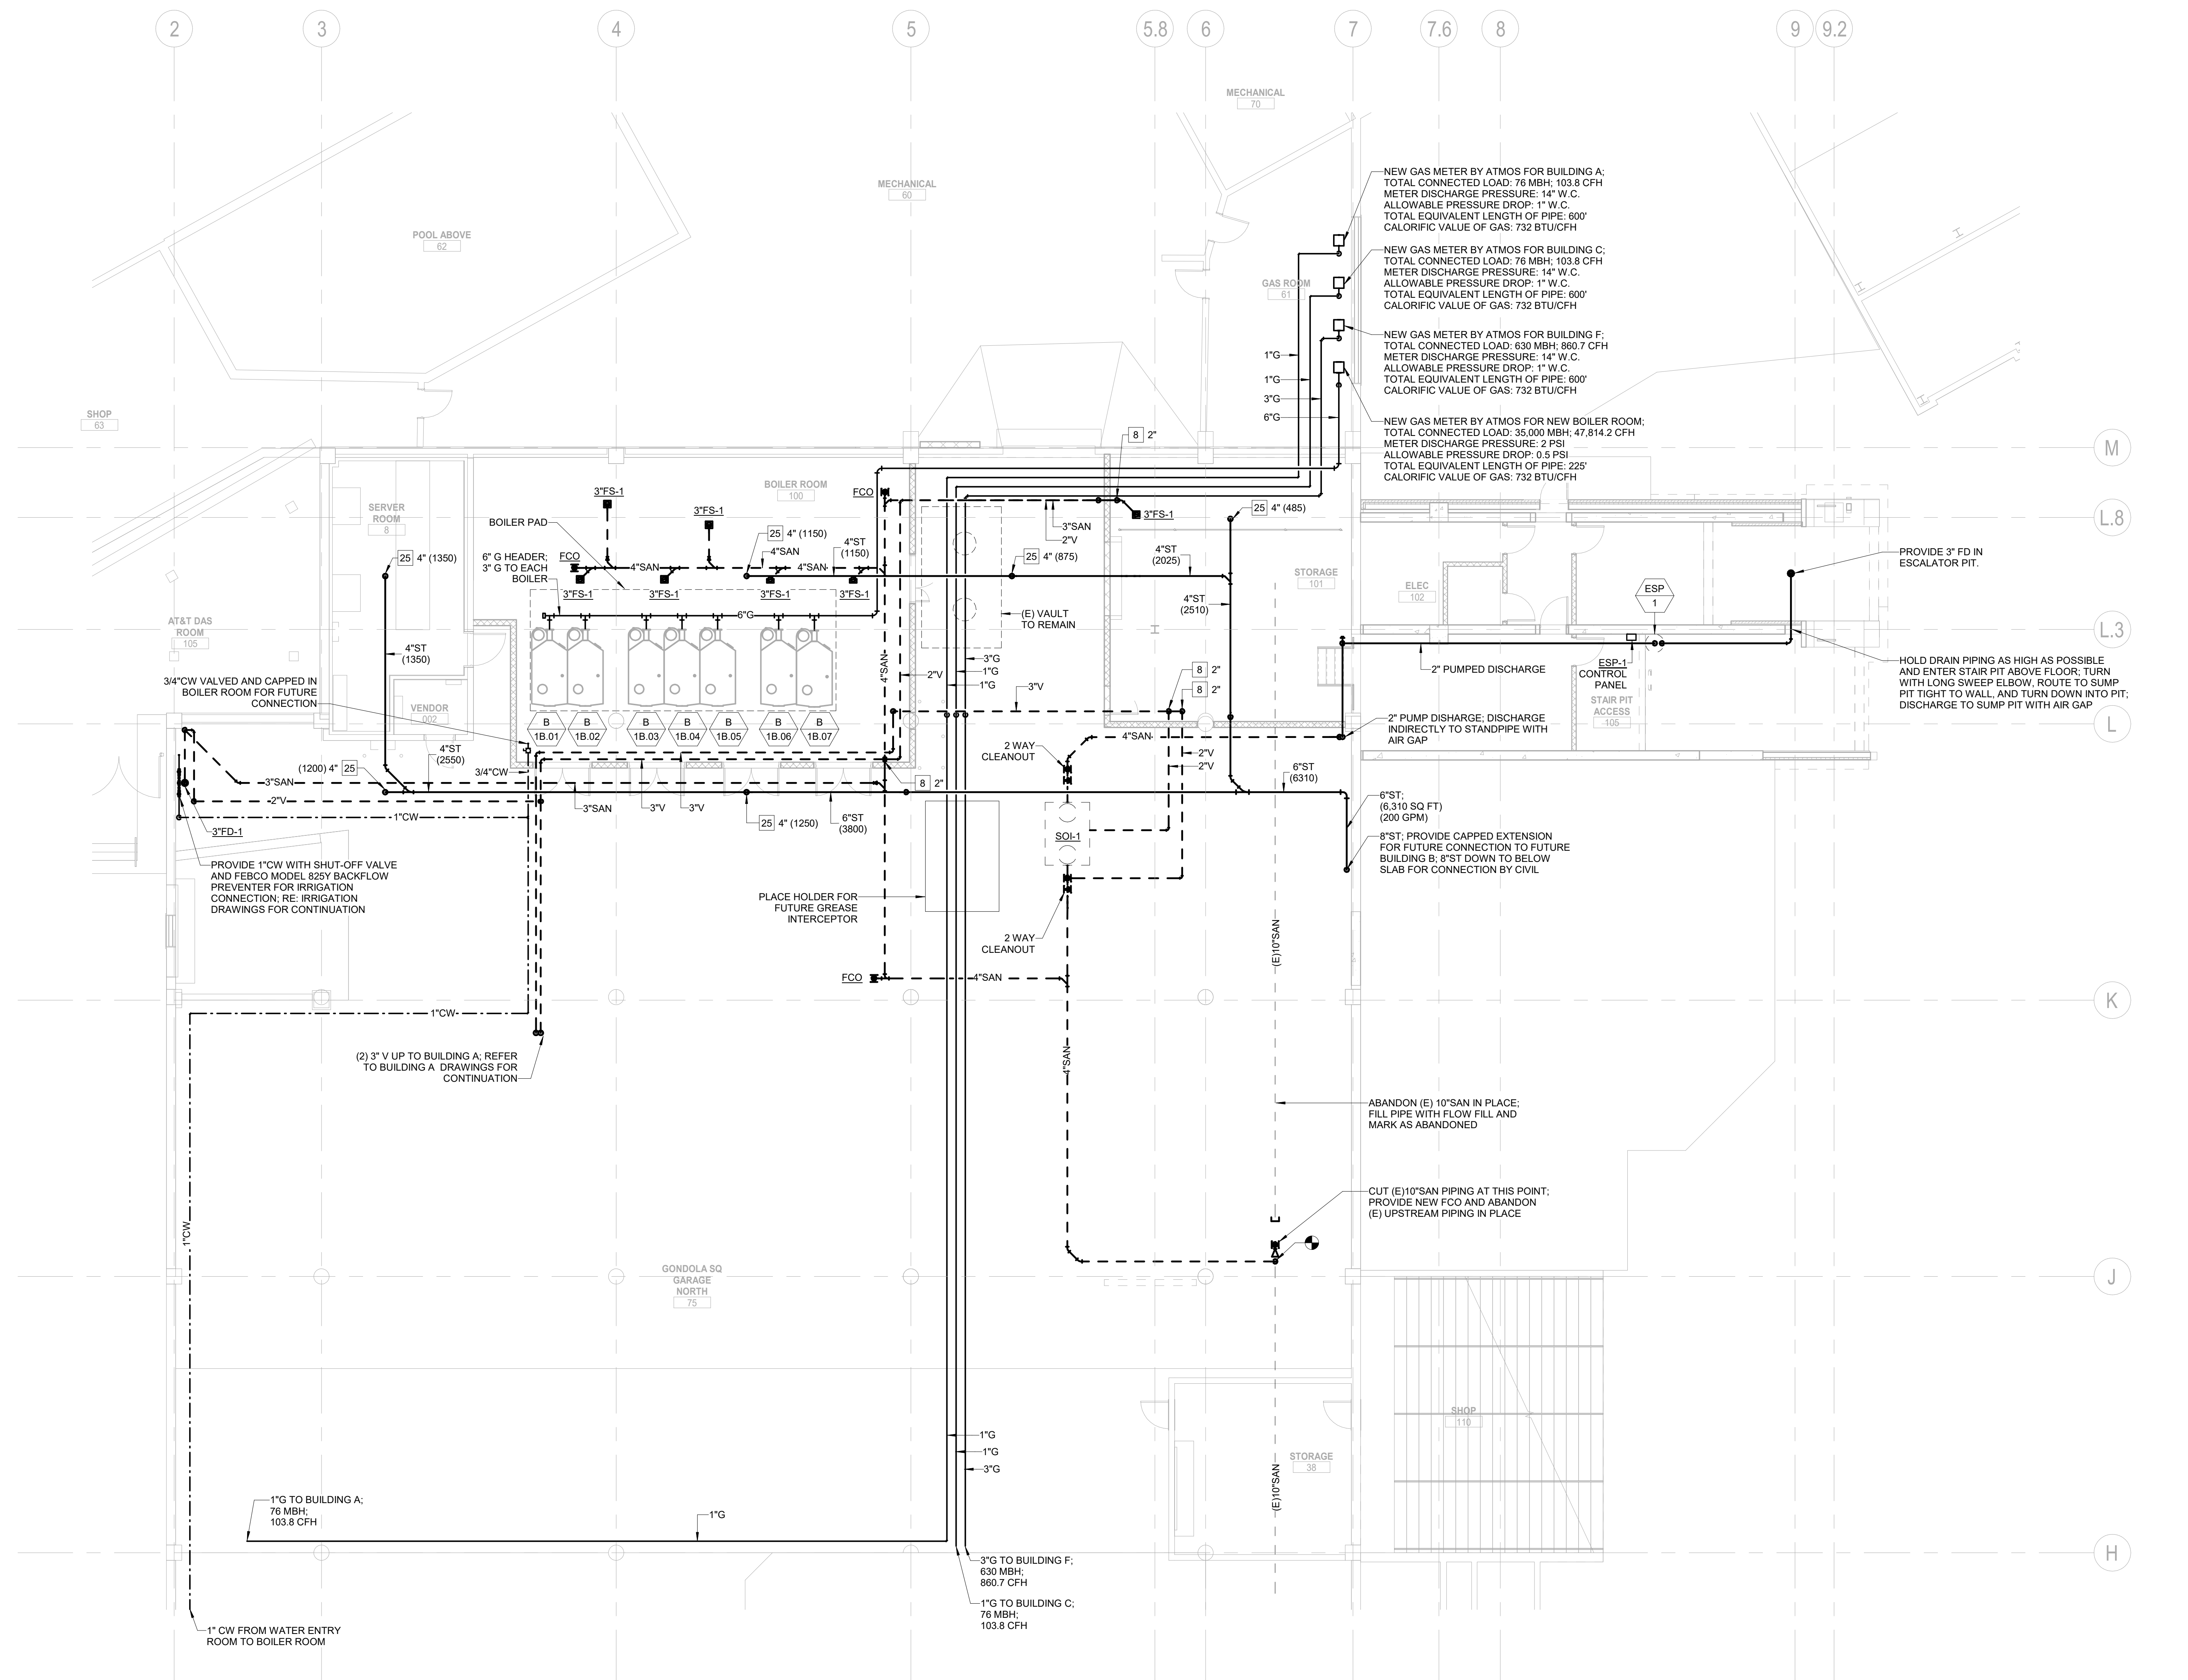 2
3
4
5
5.8
6
7
7.6
8
9
9.2
M
L.8
L.3
L
K
J
H
MECHANICAL
70
MECHANICAL
60
POOL ABOVE
62
SHOP
63
GAS ROOM
61
NEW GAS METER BY ATMOS FOR BUILDING A;
TOTAL CONNECTED LOAD: 76 MBH; 103.8 CFH
METER DISCHARGE PRESSURE: 14" W.C.
ALLOWABLE PRESSURE DROP: 1" W.C.
TOTAL EQUIVALENT LENGTH OF PIPE: 600'
CALORIFIC VALUE OF GAS: 732 BTU/CFH
NEW GAS METER BY ATMOS FOR BUILDING C;
TOTAL CONNECTED LOAD: 76 MBH; 103.8 CFH
METER DISCHARGE PRESSURE: 14" W.C.
ALLOWABLE PRESSURE DROP: 1" W.C.
TOTAL EQUIVALENT LENGTH OF PIPE: 600'
CALORIFIC VALUE OF GAS: 732 BTU/CFH
NEW GAS METER BY ATMOS FOR BUILDING F;
TOTAL CONNECTED LOAD: 630 MBH; 860.7 CFH
METER DISCHARGE PRESSURE: 14" W.C.
ALLOWABLE PRESSURE DROP: 1" W.C.
TOTAL EQUIVALENT LENGTH OF PIPE: 600'
CALORIFIC VALUE OF GAS: 732 BTU/CFH
NEW GAS METER BY ATMOS FOR NEW BOILER ROOM;
TOTAL CONNECTED LOAD: 35,000 MBH; 47,814.2 CFH
METER DISCHARGE PRESSURE: 2 PSI
ALLOWABLE PRESSURE DROP: 0.5 PSI
TOTAL EQUIVALENT LENGTH OF PIPE: 225'
CALORIFIC VALUE OF GAS: 732 BTU/CFH
1"G
1"G
3"G
6"G
8 2"
SERVER
ROOM
8
BOILER ROOM
100
3"FS-1
3"FS-1
FCO
BOILER PAD
25 4" (1150)
4"ST
(1150)
4"SAN
FCO
6" G HEADER;
3" G TO EACH
BOILER
4"SAN
4"SAN
3"FS-1
3"FS-1
3"FS-1
3"FS-1
6"G
3"SAN
2"V
3"FS-1
25 4" (485)
25 4" (875)
4"ST
(2025)
4"ST
(2510)
STORAGE
101
ELEC
102
(E) VAULT
TO REMAIN
PROVIDE 3" FD IN
ESCALATOR PIT.
ESP
1
ESP-1
CONTROL
PANEL
2" PUMPED DISCHARGE
HOLD DRAIN PIPING AS HIGH AS POSSIBLE
AND ENTER STAIR PIT ABOVE FLOOR; TURN
WITH LONG SWEEP ELBOW, ROUTE TO SUMP
PIT TIGHT TO WALL, AND TURN DOWN INTO PIT;
DISCHARGE TO SUMP PIT WITH AIR GAP
STAIR PIT
ACCESS
105
25 4" (1350)
AT&T DAS
ROOM
105
4"ST
(1350)
3/4"CW VALVED AND CAPPED IN
BOILER ROOM FOR FUTURE
CONNECTION
VENDOR
002
B
1B.01
B
1B.02
B
1B.03
B
1B.04
B
1B.05
B
1B.06
B
1B.07
4"SAN
3"G
2"V
1"G
1"G
3"V
8 2"
8 2"
2" PUMP DISHARGE; DISCHARGE
INDIRECTLY TO STANDPIPE WITH
AIR GAP
4"SAN
2 WAY
CLEANOUT
2"V
2"V
4"ST
(2550)
(1200) 4" 25
3/4"CW
3"SAN
2"V
3"SAN
3"V
3"V
8 2"
25 4" (1250)
6"ST
(3800)
6"ST
(6310)
1"CW
3"FD-1
SOI-1
6"ST;
(6,310 SQ FT)
(200 GPM)
8"ST; PROVIDE CAPPED EXTENSION
FOR FUTURE CONNECTION TO FUTURE
BUILDING B; 8"ST DOWN TO BELOW
SLAB FOR CONNECTION BY CIVIL
PROVIDE 1"CW WITH SHUT-OFF VALVE
AND FEBCO MODEL 825Y BACKFLOW
PREVENTER FOR IRRIGATION
CONNECTION; RE: IRRIGATION
DRAWINGS FOR CONTINUATION
PLACE HOLDER FOR
FUTURE GREASE
INTERCEPTOR
2 WAY
CLEANOUT
(E)10"SAN
FCO
4"SAN
1"CW
(2) 3" V UP TO BUILDING A; REFER
TO BUILDING A DRAWINGS FOR
CONTINUATION
4"SAN
ABANDON (E) 10"SAN IN PLACE;
FILL PIPE WITH FLOW FILL AND
MARK AS ABANDONED
CUT (E)10"SAN PIPING AT THIS POINT;
PROVIDE NEW FCO AND ABANDON
(E) UPSTREAM PIPING IN PLACE
1"CW
GONDOLA SQ
GARAGE
NORTH
75
SHOP
110
STORAGE
38
1"G
1"G
3"G
(E)10"SAN
1"G TO BUILDING A;
76 MBH;
103.8 CFH
1"G
3"G TO BUILDING F;
630 MBH;
860.7 CFH
1"G TO BUILDING C;
76 MBH;
103.8 CFH
1" CW FROM WATER ENTRY
ROOM TO BOILER ROOM